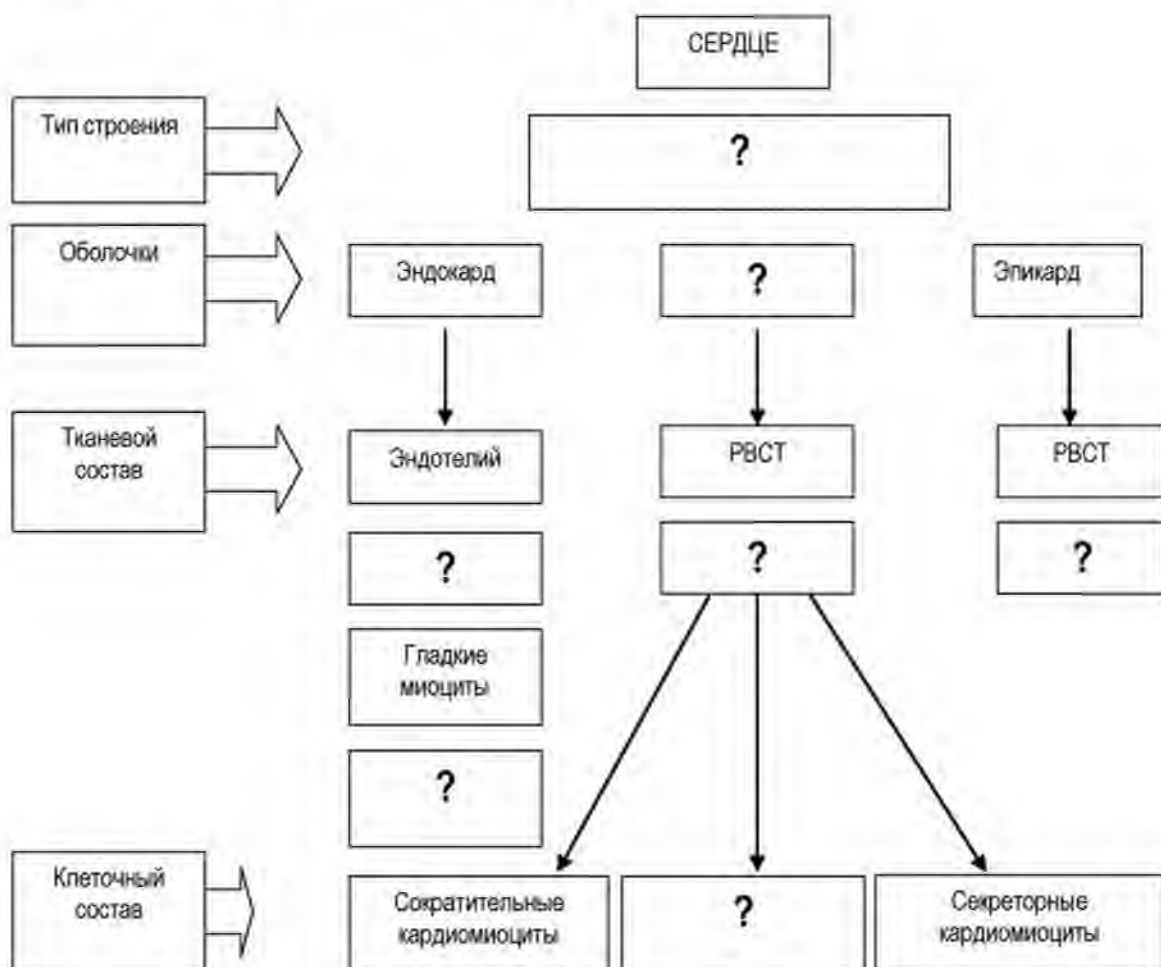 СЕРДЦЕ
Тип строения
?
Оболочки
Эндокард
?
Эпикард
Тканевой
состав
Эндотелий
РВСТ
РВСТ
?
?
?
Гладкие
миоциты
?
Клеточный
состав
Сократительные
кардиомиоциты
?
Секреторные
кардиомиоциты